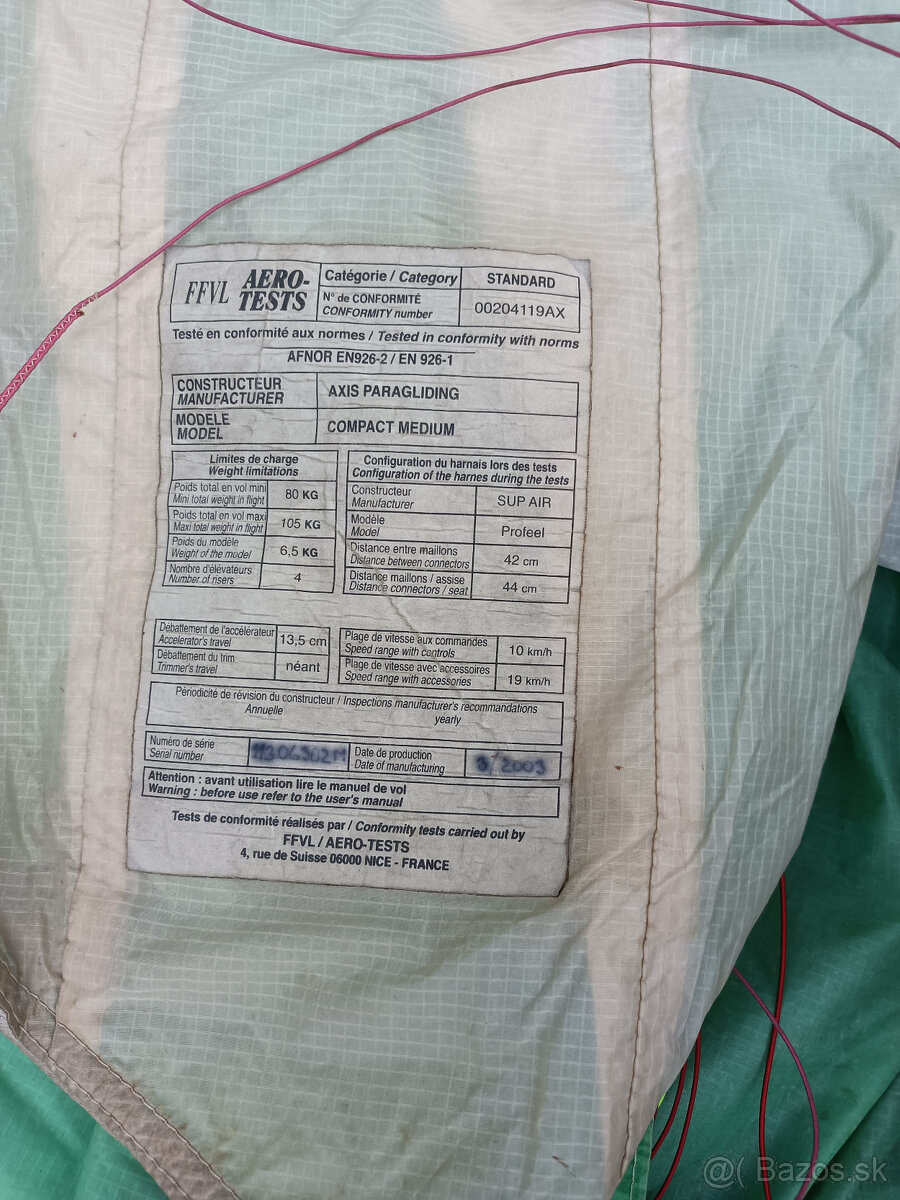 FFVL AERO-TESTS
Catégorie / Category STANDARD
N° de CONFORMITÉ
CONFORMITY number
00204119AX
Testé en conformité aux normes / Tested in conformity with norms
AFNOR EN926-2 / EN 926-1
CONSTRUCTEUR
MANUFACTURER
AXIS PARAGLIDING
MODELE
MODEL
COMPACT MEDIUM
Limites de charge
Weight limitations
Poids total en vol mini
Mini total weight in flight
80 KG
Poids total en vol maxi
Maxi total weight in flight
105 KG
Poids du modèle
Weight of the model
6,5 KG
Nombre d'élévateurs
Number of risers
4
Configuration du harnais lors des tests
Configuration of the harnes during the tests
Constructeur
Manufacturer
SUP AIR
Modèle
Model
Profeel
Distance entre maillons
Distance between connectors
42 cm
Distance maillons / assise
Distance connectors / seat
44 cm
Débattement de l'accélérateur
Accelerator's travel
13,5 cm
Débattement du trim
Trimmer's travel
néant
Plage de vitesse aux commandes
Speed range with controls
10 km/h
Plage de vitesse avec accessoires
Speed range with accessories
19 km/h
Périodicité de révision du constructeur / Inspections manufacturer's recommandations
Annuelle yearly
Numéro de série
Serial number
Date de production
Date of manufacturing
/2003
Attention : avant utilisation lire le manuel de vol
Warning : before use refer to the user's manual
Tests de conformité réalisés par / Conformity tests carried out by
FFVL / AERO-TESTS
4, rue de Suisse 06000 NICE - FRANCE
@( Bazos.sk